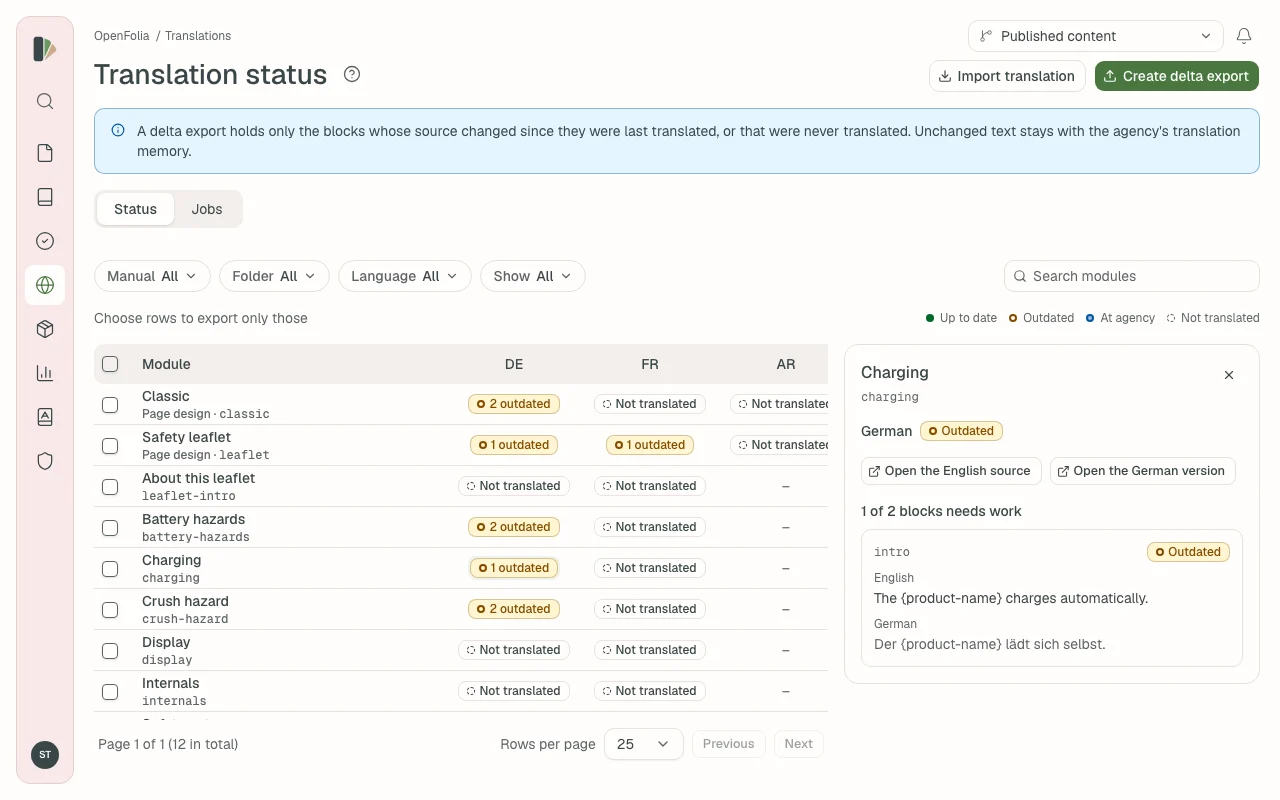 OpenFolia / Translations
Published content
Translation status
Import translation
Create delta export
A delta export holds only the blocks whose source changed since they were last translated, or that were never translated. Unchanged text stays with the agency's translation
memory.
Status
Jobs
Manual All
Folder All
Language All
Show All
Search modules
Choose rows to export only those
Up to date
Outdated
At agency
Not translated
Module
DE
FR
AR
Classic
Page design · classic
2 outdated
Not translated
Not translated
Safety leaflet
Page design · leaflet
1 outdated
1 outdated
Not translated
About this leaflet
leaflet-intro
Not translated
Not translated
–
Battery hazards
battery-hazards
2 outdated
Not translated
–
Charging
charging
1 outdated
Not translated
–
Crush hazard
crush-hazard
2 outdated
Not translated
–
Display
display
Not translated
Not translated
–
Internals
internals
Not translated
Not translated
–
Page 1 of 1 (12 in total)
Rows per page
25
Previous
Next
Charging
charging
German
Outdated
Open the English source
Open the German version
1 of 2 blocks needs work
intro
Outdated
English
The {product-name} charges automatically.
German
Der {product-name} lädt sich selbst.
ST